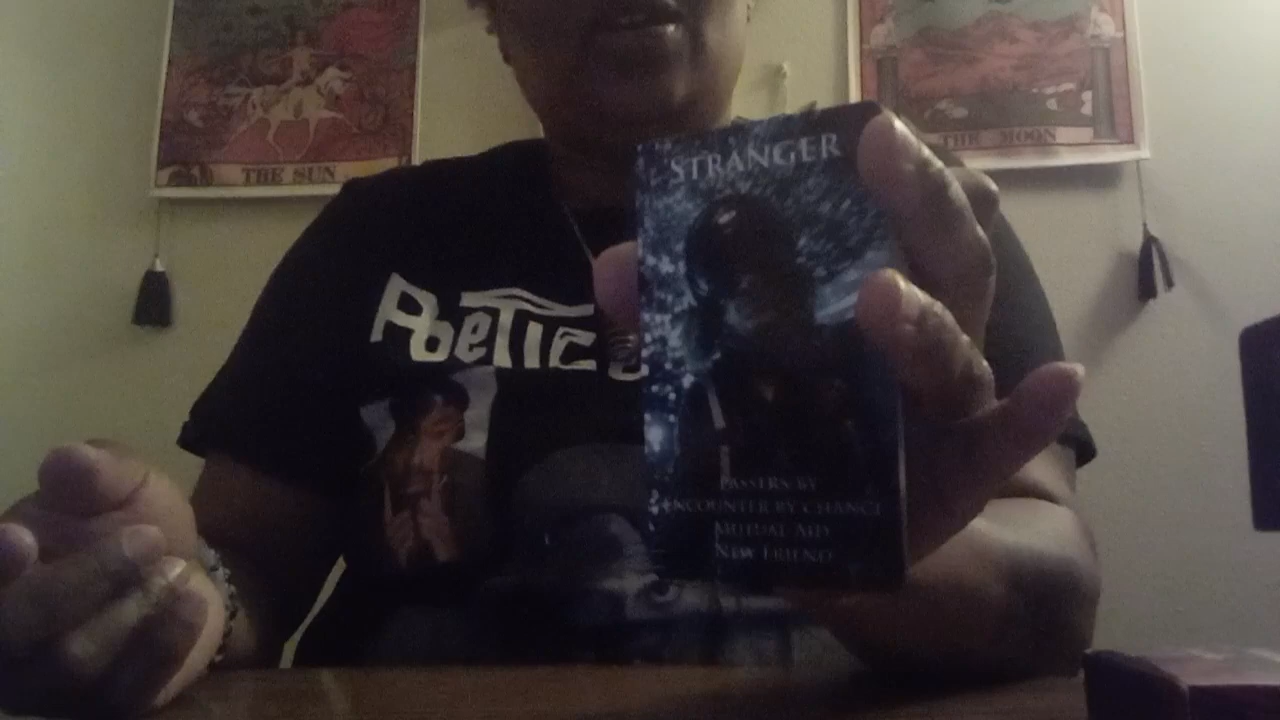 THE SUN
THE MOON
STRANGER
POETIC
PASSERS-BY
ENCOUNTER BY CHANCE
MUTUAL AID
NEW FRIEND